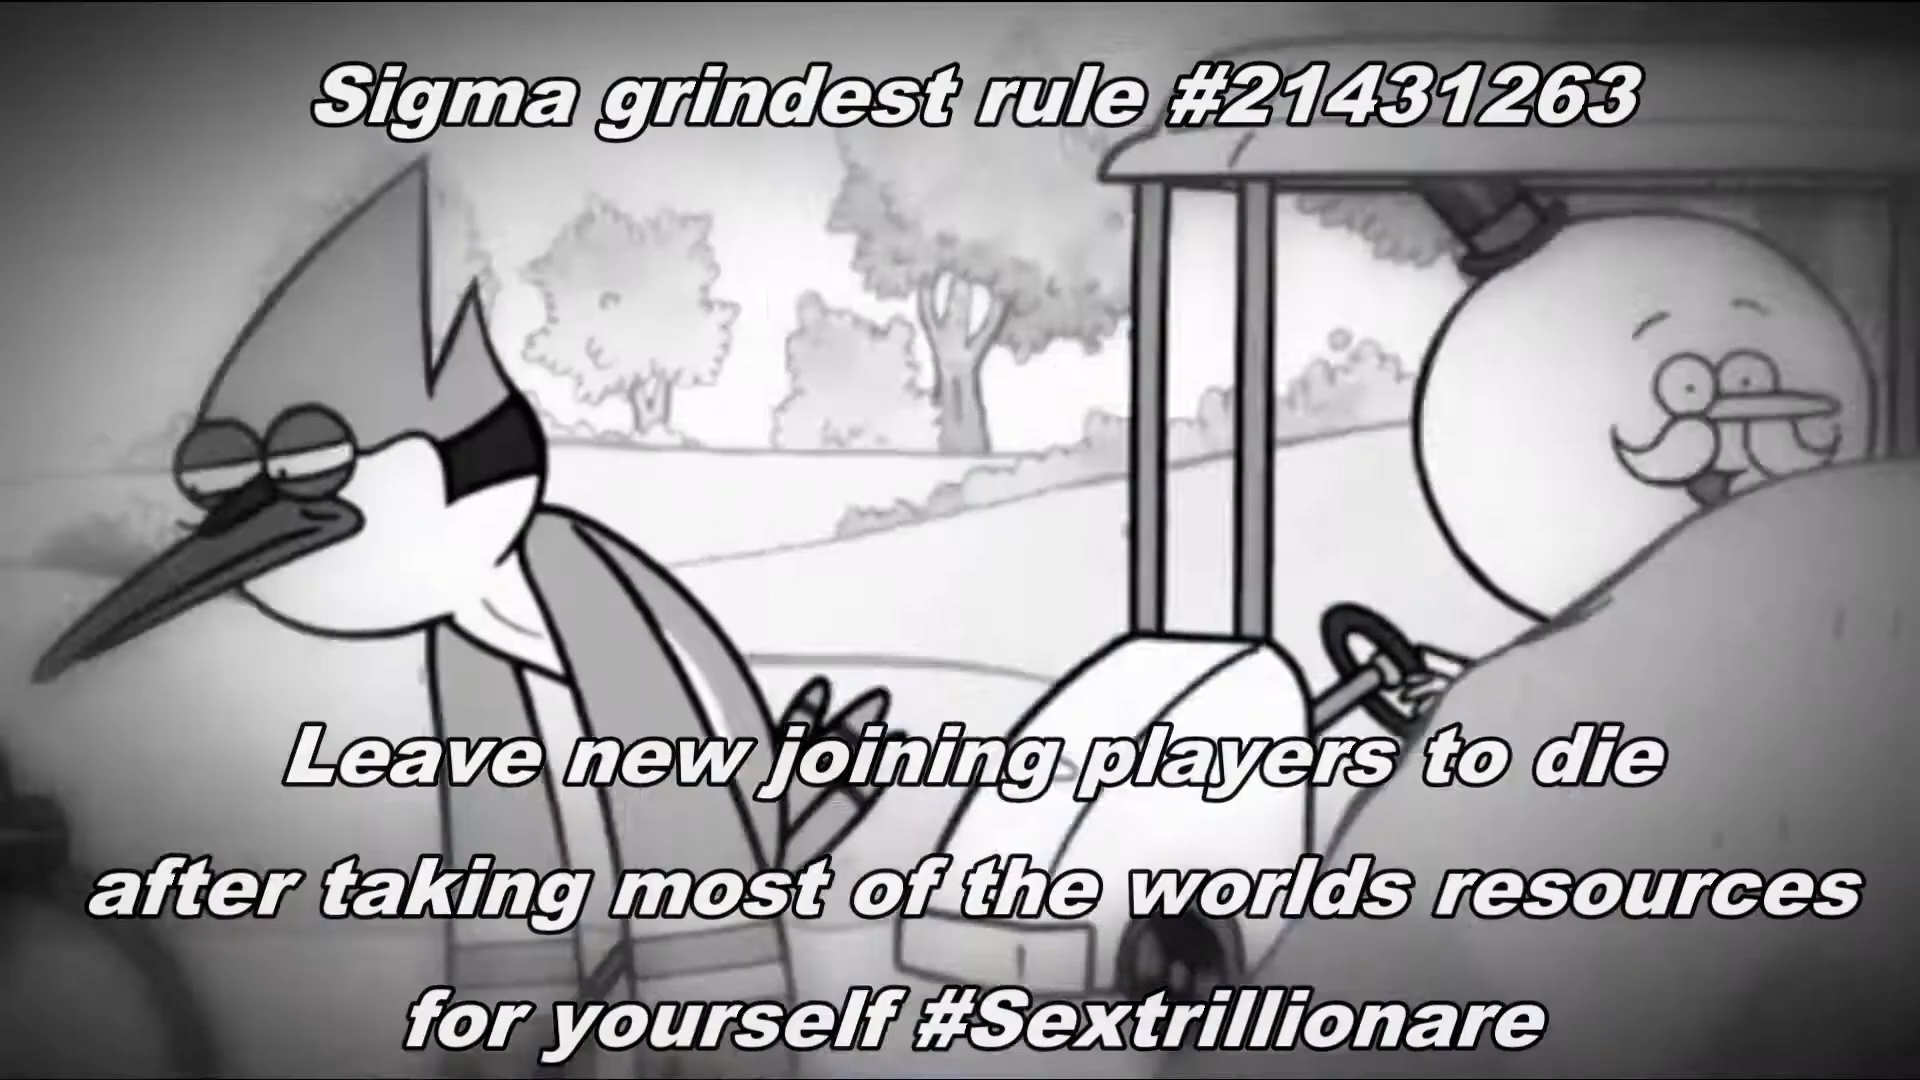 Sigma grindest rule #21431263
Leave new joining players to die
after taking most of the worlds resources
for yourself #Sextrillionare